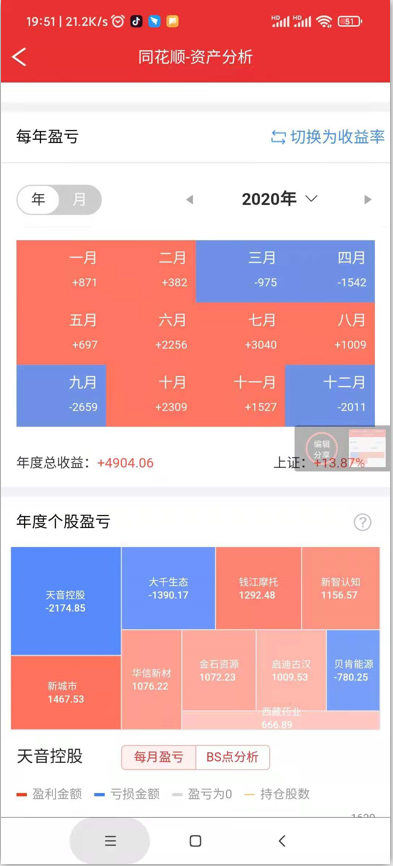 19:51 | 21.2K/s HD HD 51
同花顺-资产分析
每年盈亏 切换为收益率
年 月 2020年
一月 二月 三月 四月
+871 +382 -975 -1542
五月 六月 七月 八月
+697 +2256 +3040 +1009
九月 十月 十一月 十二月
-2659 +2309 +1527 -2011
编辑
分享
年度总收益：+4904.06 上证：+13.87%
年度个股盈亏 ?
天音控股
-2174.85
大千生态
-1390.17
钱江摩托
1292.48
新智认知
1156.57
新城市
1467.53
华信新材
1076.22
金石资源
1072.23
启迪古汉
1009.53
贝肯能源
-780.25
西藏药业
666.89
天音控股 每月盈亏 BS点分析
盈利金额 亏损金额 盈亏为0 持仓股数